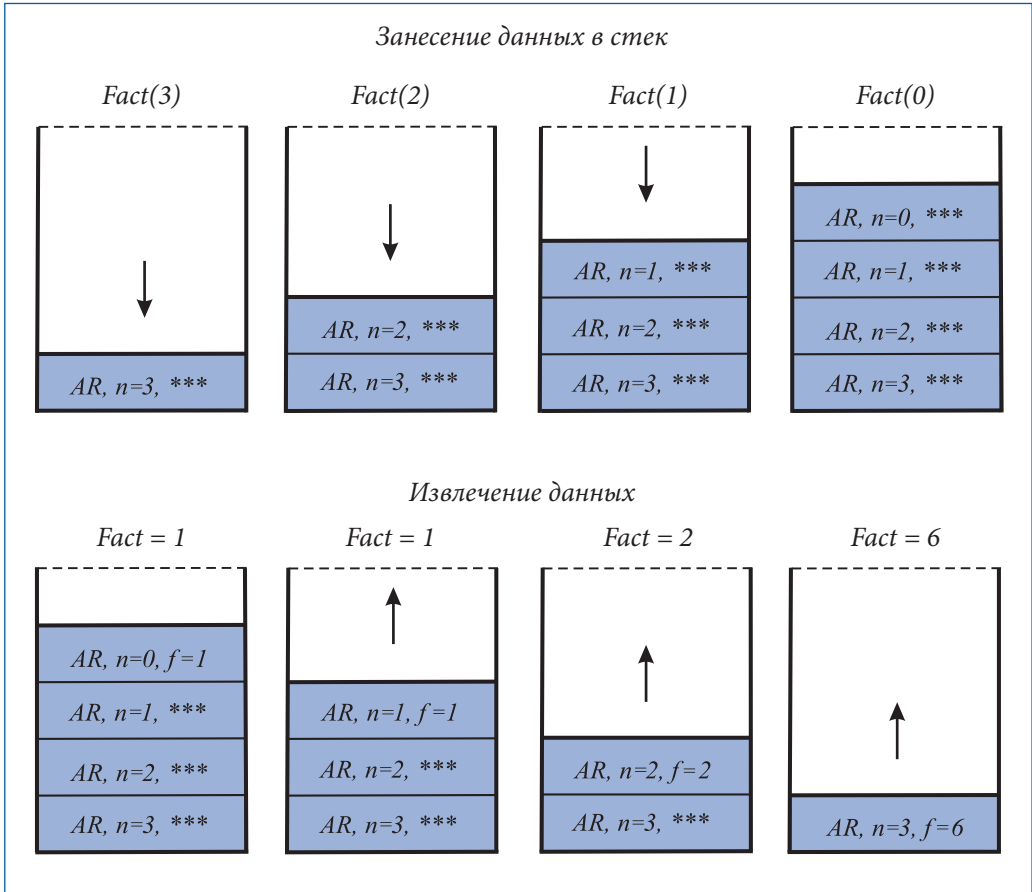 Занесение данных в стек
Fact(3) Fact(2) Fact(1) Fact(0)
AR, n=0, ***
AR, n=1, *** AR, n=1, ***
AR, n=2, *** AR, n=2, *** AR, n=2, ***
AR, n=3, *** AR, n=3, *** AR, n=3, *** AR, n=3, ***
Извлечение данных
Fact = 1 Fact = 1 Fact = 2 Fact = 6
AR, n=0, f=1
AR, n=1, *** AR, n=1, f=1
AR, n=2, *** AR, n=2, *** AR, n=2, f=2
AR, n=3, *** AR, n=3, *** AR, n=3, *** AR, n=3, f=6